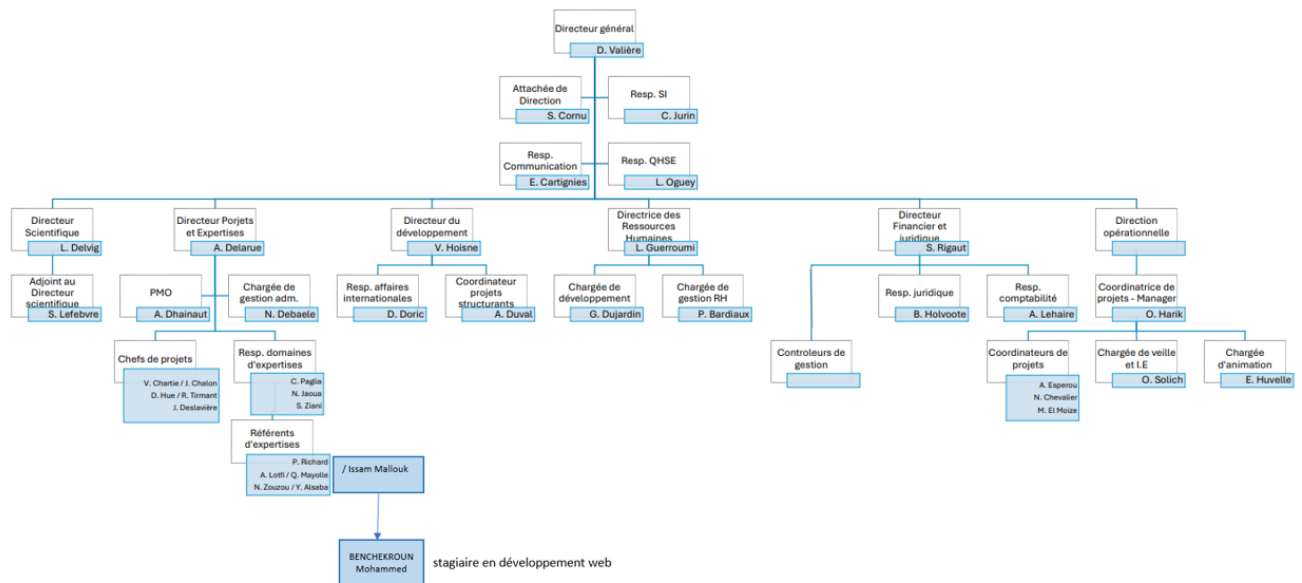 Directeur général
D. Valière
Attachée de
Direction
S. Cornu
Resp. SI
C. Jurin
Resp.
Communication
E. Cartignies
Resp. QHSE
L. Oguey
Directeur
Scientifique
L. Delvig
Directeur Porjets
et Expertises
A. Delarue
Directeur du
développement
V. Hoisne
Directrice des
Ressources
Humaines
L. Guerroumi
Directeur
Financier et
juridique
S. Rigaut
Direction
opérationnelle
Adjoint au
Directeur
scientifique
S. Lefebvre
PMO
A. Dhainaut
Chargée de
gestion adm.
N. Debaele
Resp. affaires
internationales
D. Doric
Coordinateur
projets
structurants
A. Duval
Chargée de
développement
G. Dujardin
Chargée de
gestion RH
P. Bardiaux
Resp. juridique
B. Holvoote
Resp.
comptabilité
A. Lehaire
Coordinatrice de
projets - Manager
O. Harik
Chefs de projets
V. Chartie / J. Chalon
D. Hue / R. Tirmant
J. Deslavière
Resp. domaines
d'expertises
C. Paglia
N. Jaoua
S. Ziani
Controleurs de
gestion
Coordinateurs de
projets
A. Esperou
N. Chevalier
M. El Moize
Chargée de veille
et I.E
O. Solich
Chargée
d'animation
E. Huvelle
Référents
d'expertises
P. Richard
A. Lotfi / Q. Mayolle
N. Zouzou / Y. Alsaba
/ Issam Mallouk
BENCHEKROUN
Mohammed
stagiaire en développement web